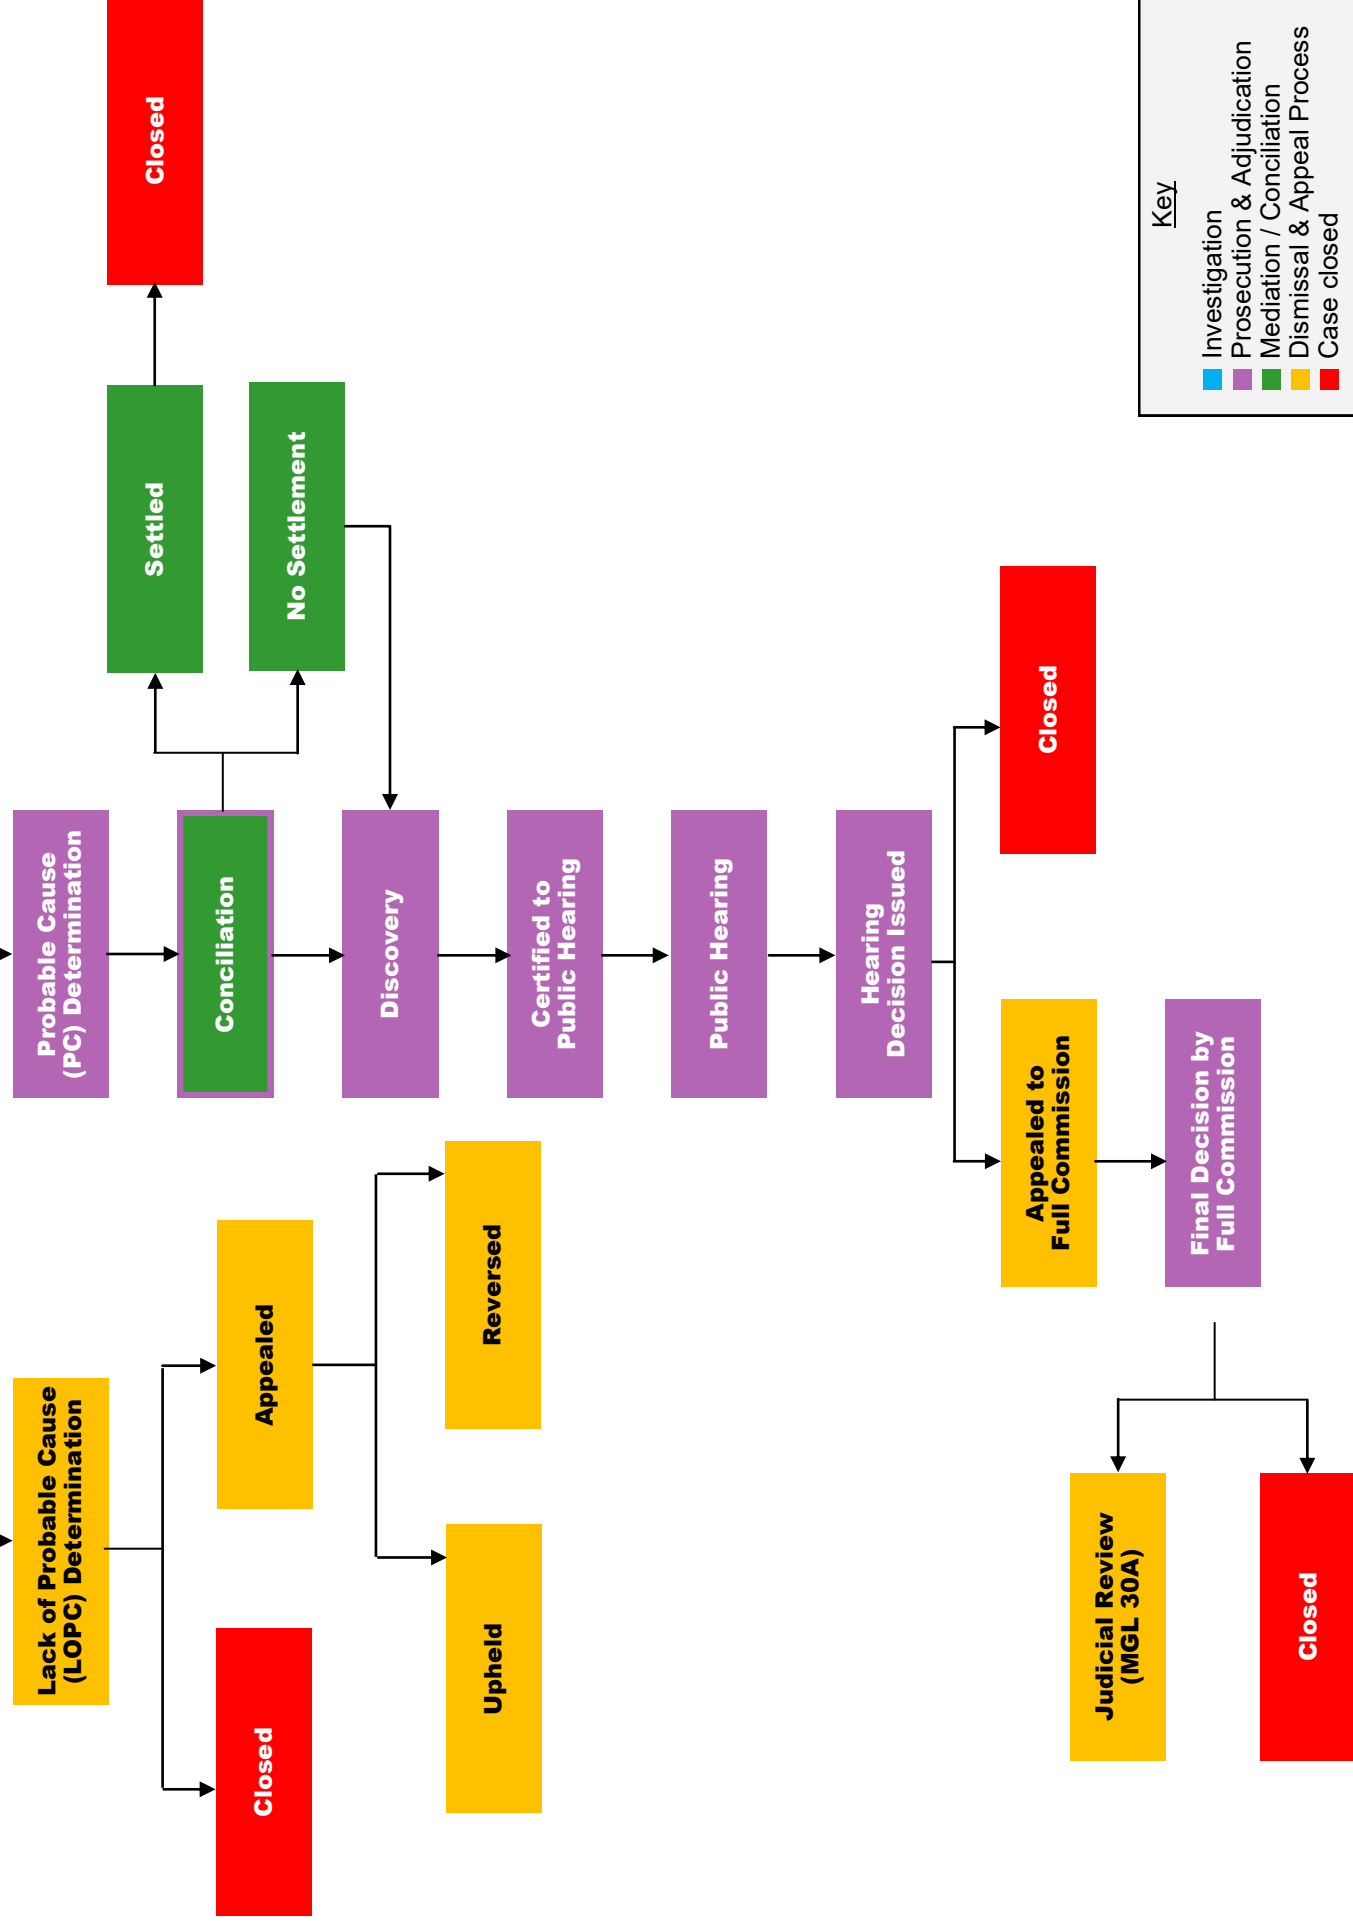 Lack of Probable Cause
(LOPC) Determination
Closed
Appealed
Upheld
Reversed
Probable Cause
(PC) Determination
Conciliation
Settled
Closed
No Settlement
Discovery
Certified to
Public Hearing
Public Hearing
Hearing
Decision Issued
Appealed to
Full Commission
Closed
Final Decision by
Full Commission
Judicial Review
(MGL 30A)
Closed
Key
Investigation
Prosecution & Adjudication
Mediation / Conciliation
Dismissal & Appeal Process
Case closed